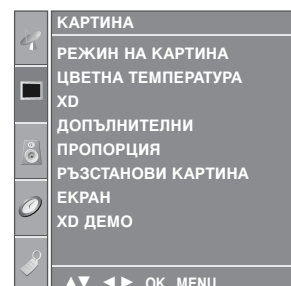 КАРТИНА
РЕЖИН НА КАРТИНА
ЦВЕТНА ТЕМПЕРАТУРА
XD
ДОПЪЛНИТЕЛНИ
ПРОПОРЦИЯ
РЪЗСТАНОВИ КАРТИНА
ЕКРАН
XD ДЕМО
▲▼ ◄► OK MENU